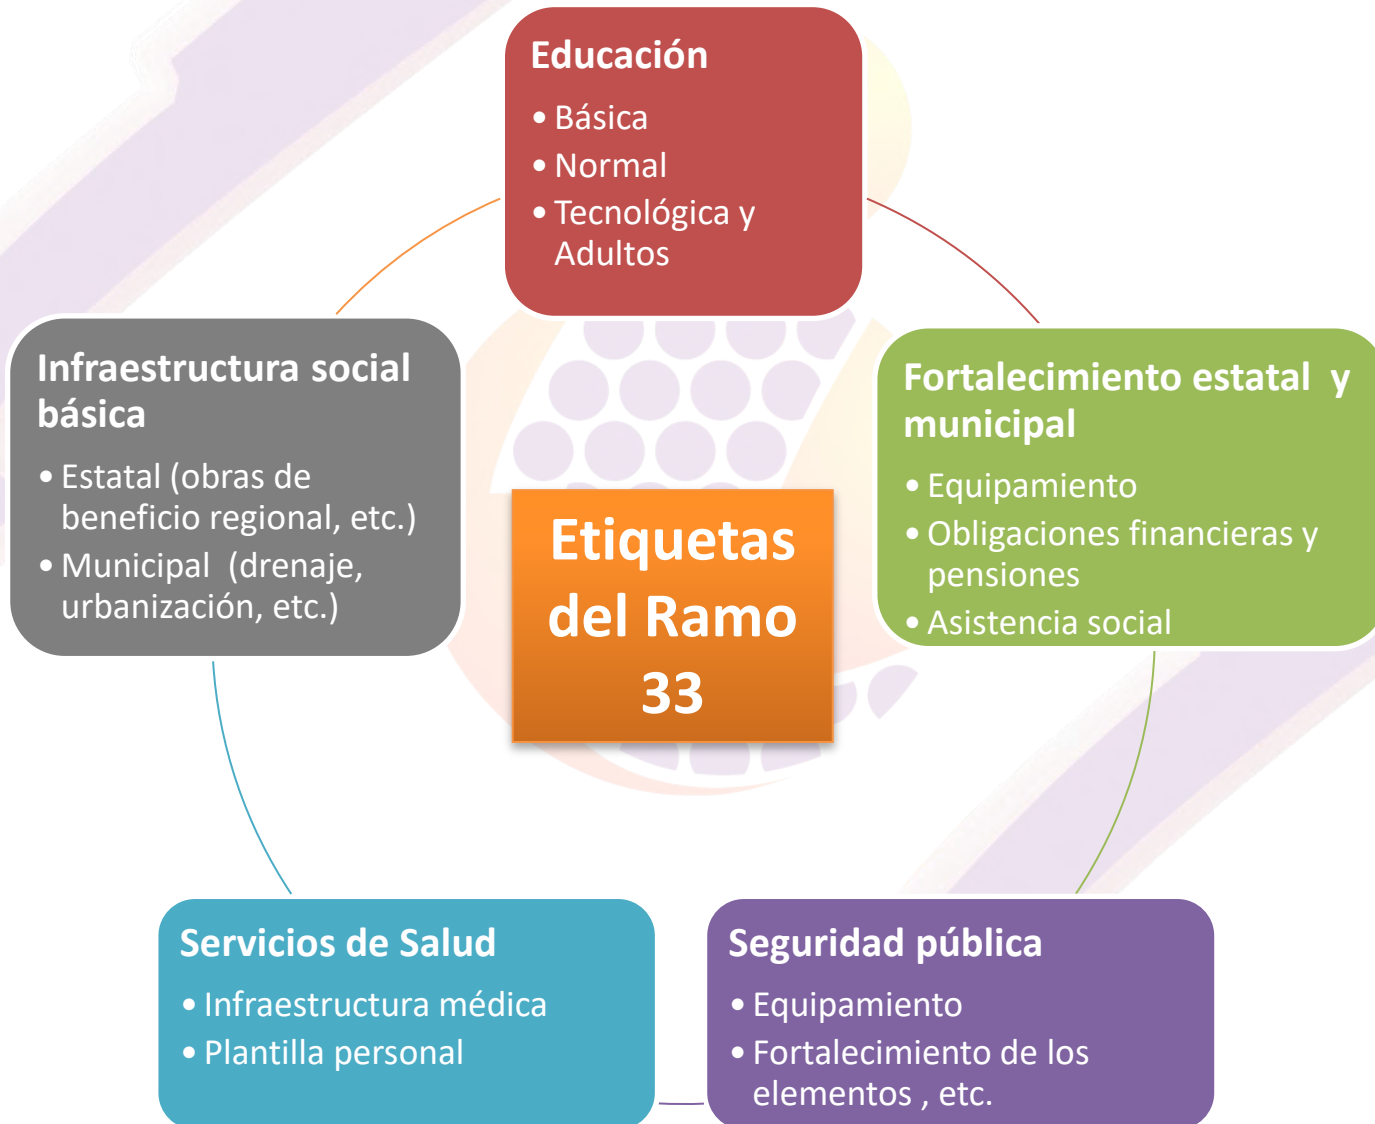 Educación
• Básica
• Normal
• Tecnológica y
Adultos
Fortalecimiento estatal y
municipal
• Equipamiento
• Obligaciones financieras y
pensiones
• Asistencia social
Seguridad pública
• Equipamiento
• Fortalecimiento de los
elementos , etc.
Servicios de Salud
• Infraestructura médica
• Plantilla personal
Infraestructura social
básica
• Estatal (obras de
beneficio regional, etc.)
• Municipal (drenaje,
urbanización, etc.)
Etiquetas
del Ramo
33